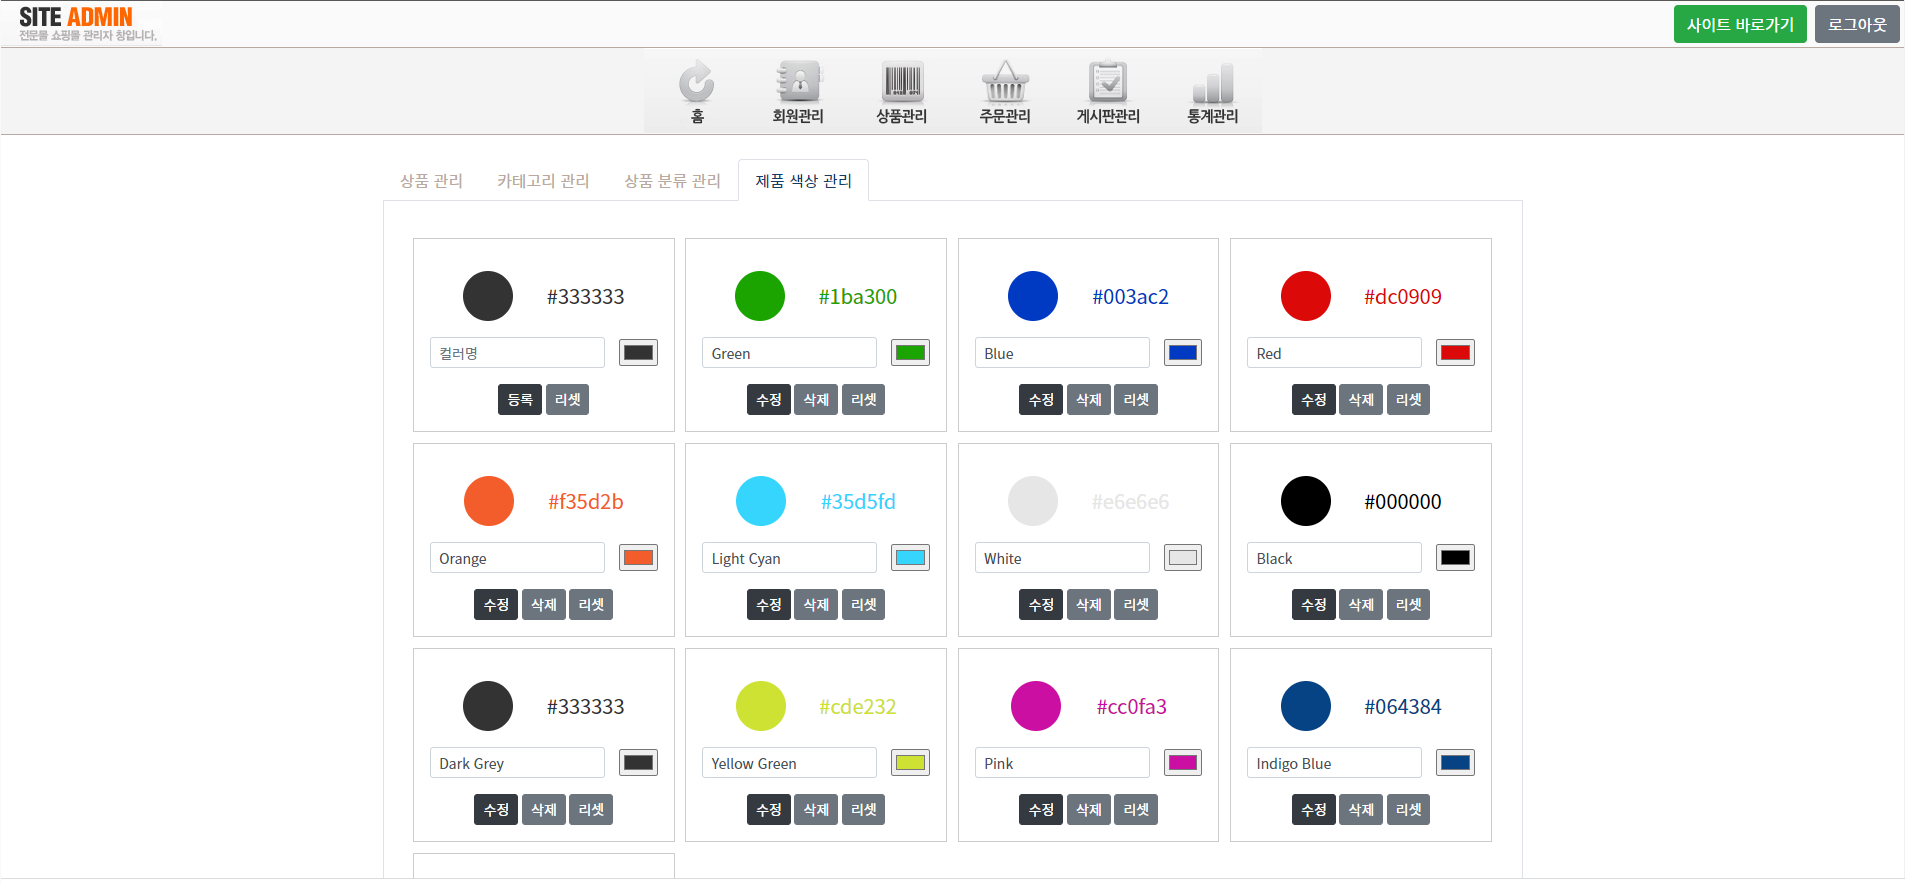 SITE ADMIN
전문몰 쇼핑몰 관리자 창입니다.
사이트 바로가기 로그아웃
홈 회원관리 상품관리 주문관리 게시판관리 통계관리
상품 관리 카테고리 관리 상품 분류 관리 제품 색상 관리
#333333 #1ba300 #003ac2 #dc0909
컬러명 Green Blue Red
등록 리셋 수정 삭제 리셋 수정 삭제 리셋 수정 삭제 리셋
#f35d2b #35d5fd #e6e6e6 #000000
Orange Light Cyan White Black
수정 삭제 리셋 수정 삭제 리셋 수정 삭제 리셋 수정 삭제 리셋
#333333 #cde232 #cc0fa3 #064384
Dark Grey Yellow Green Pink Indigo Blue
수정 삭제 리셋 수정 삭제 리셋 수정 삭제 리셋 수정 삭제 리셋